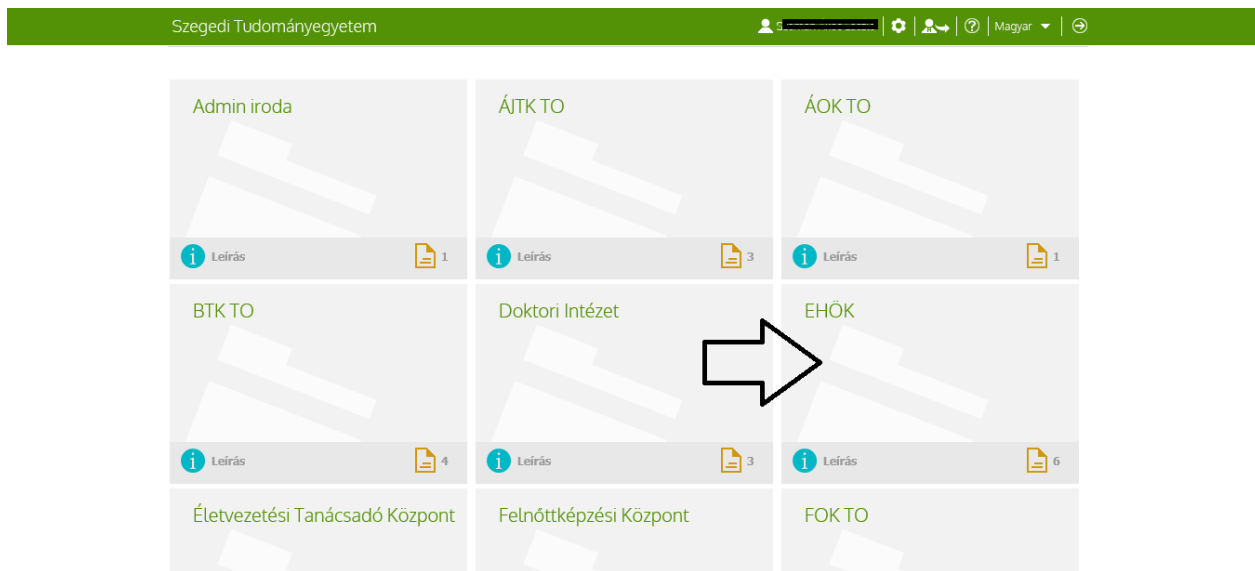 Szegedi Tudományegyetem
Magyar
Admin iroda
ÁJTK TO
ÁOK TO
Leírás 1
Leírás 3
Leírás 1
BTK TO
Doktori Intézet
EHÖK
Leírás 4
Leírás 3
Leírás 6
Életvezetési Tanácsadó Központ
Felnőttképzési Központ
FOK TO